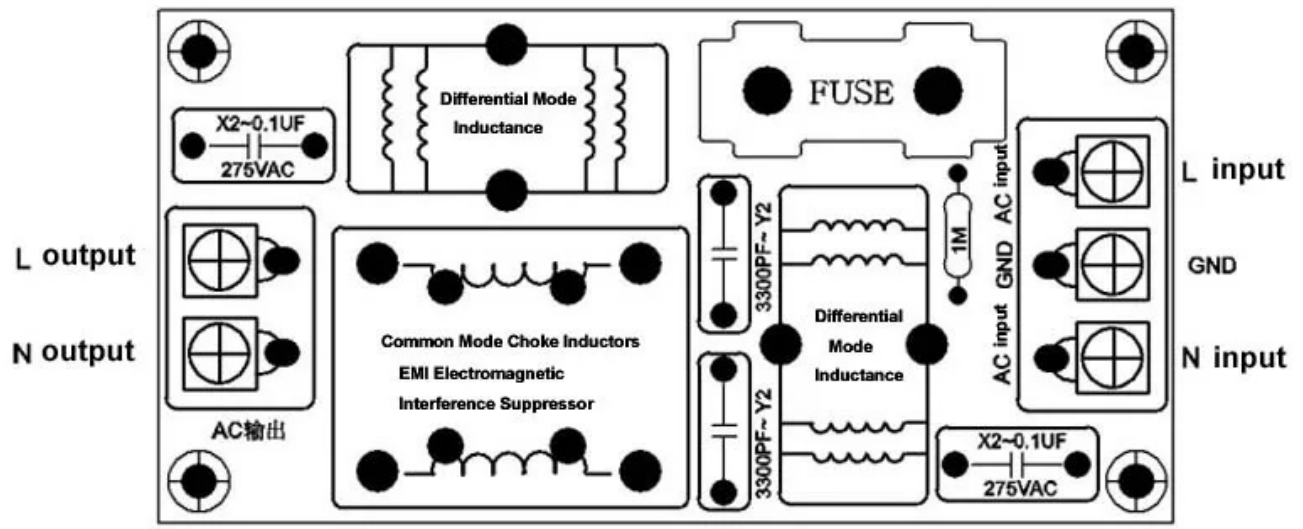 X2~0.1UF
275VAC
Differential Mode
Inductance
FUSE
L output
N output
AC输出
Common Mode Choke Inductors
EMI Electromagnetic
Interference Suppressor
3300PF~ Y2
3300PF~ Y2
Differential
Mode
Inductance
1M
AC input
GND
AC input
L input
GND
N input
X2~0.1UF
275VAC